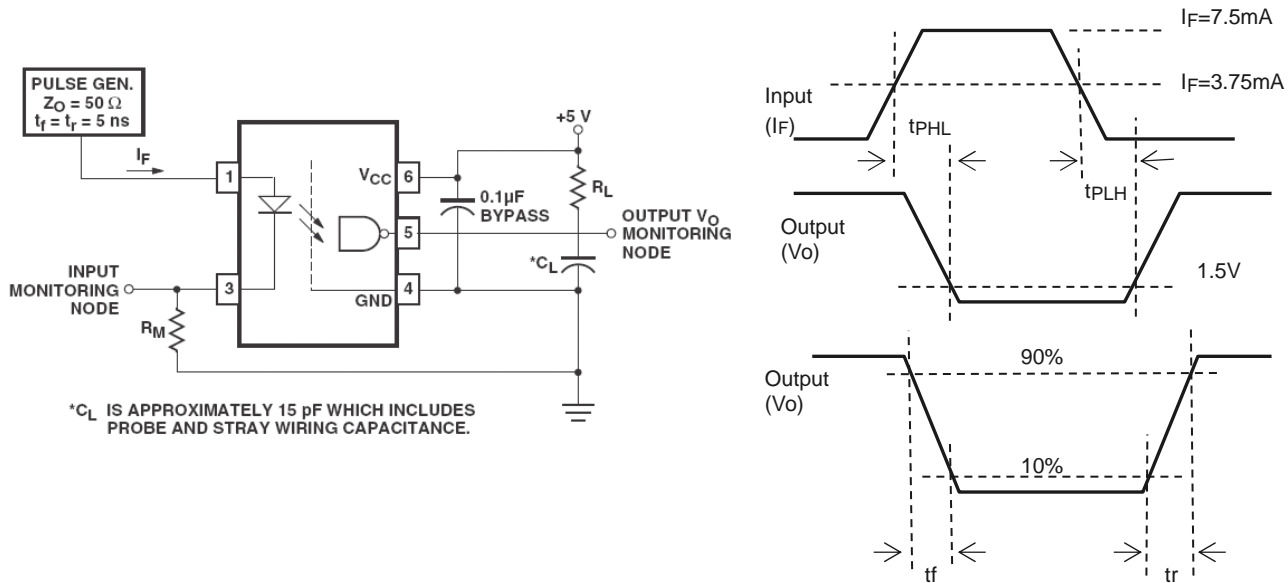 PULSE GEN.
ZO = 50 Ω
tf = tr = 5 ns
IF
1
3
VCC
6
5
GND
4
0.1µF
BYPASS
+5 V
RL
*CL
OUTPUT VO
MONITORING
NODE
INPUT
MONITORING
NODE
RM
*CL IS APPROXIMATELY 15 pF WHICH INCLUDES
PROBE AND STRAY WIRING CAPACITANCE.
IF=7.5mA
IF=3.75mA
Input
(IF)
tPHL
tPLH
Output
(Vo)
1.5V
90%
Output
(Vo)
10%
tf
tr